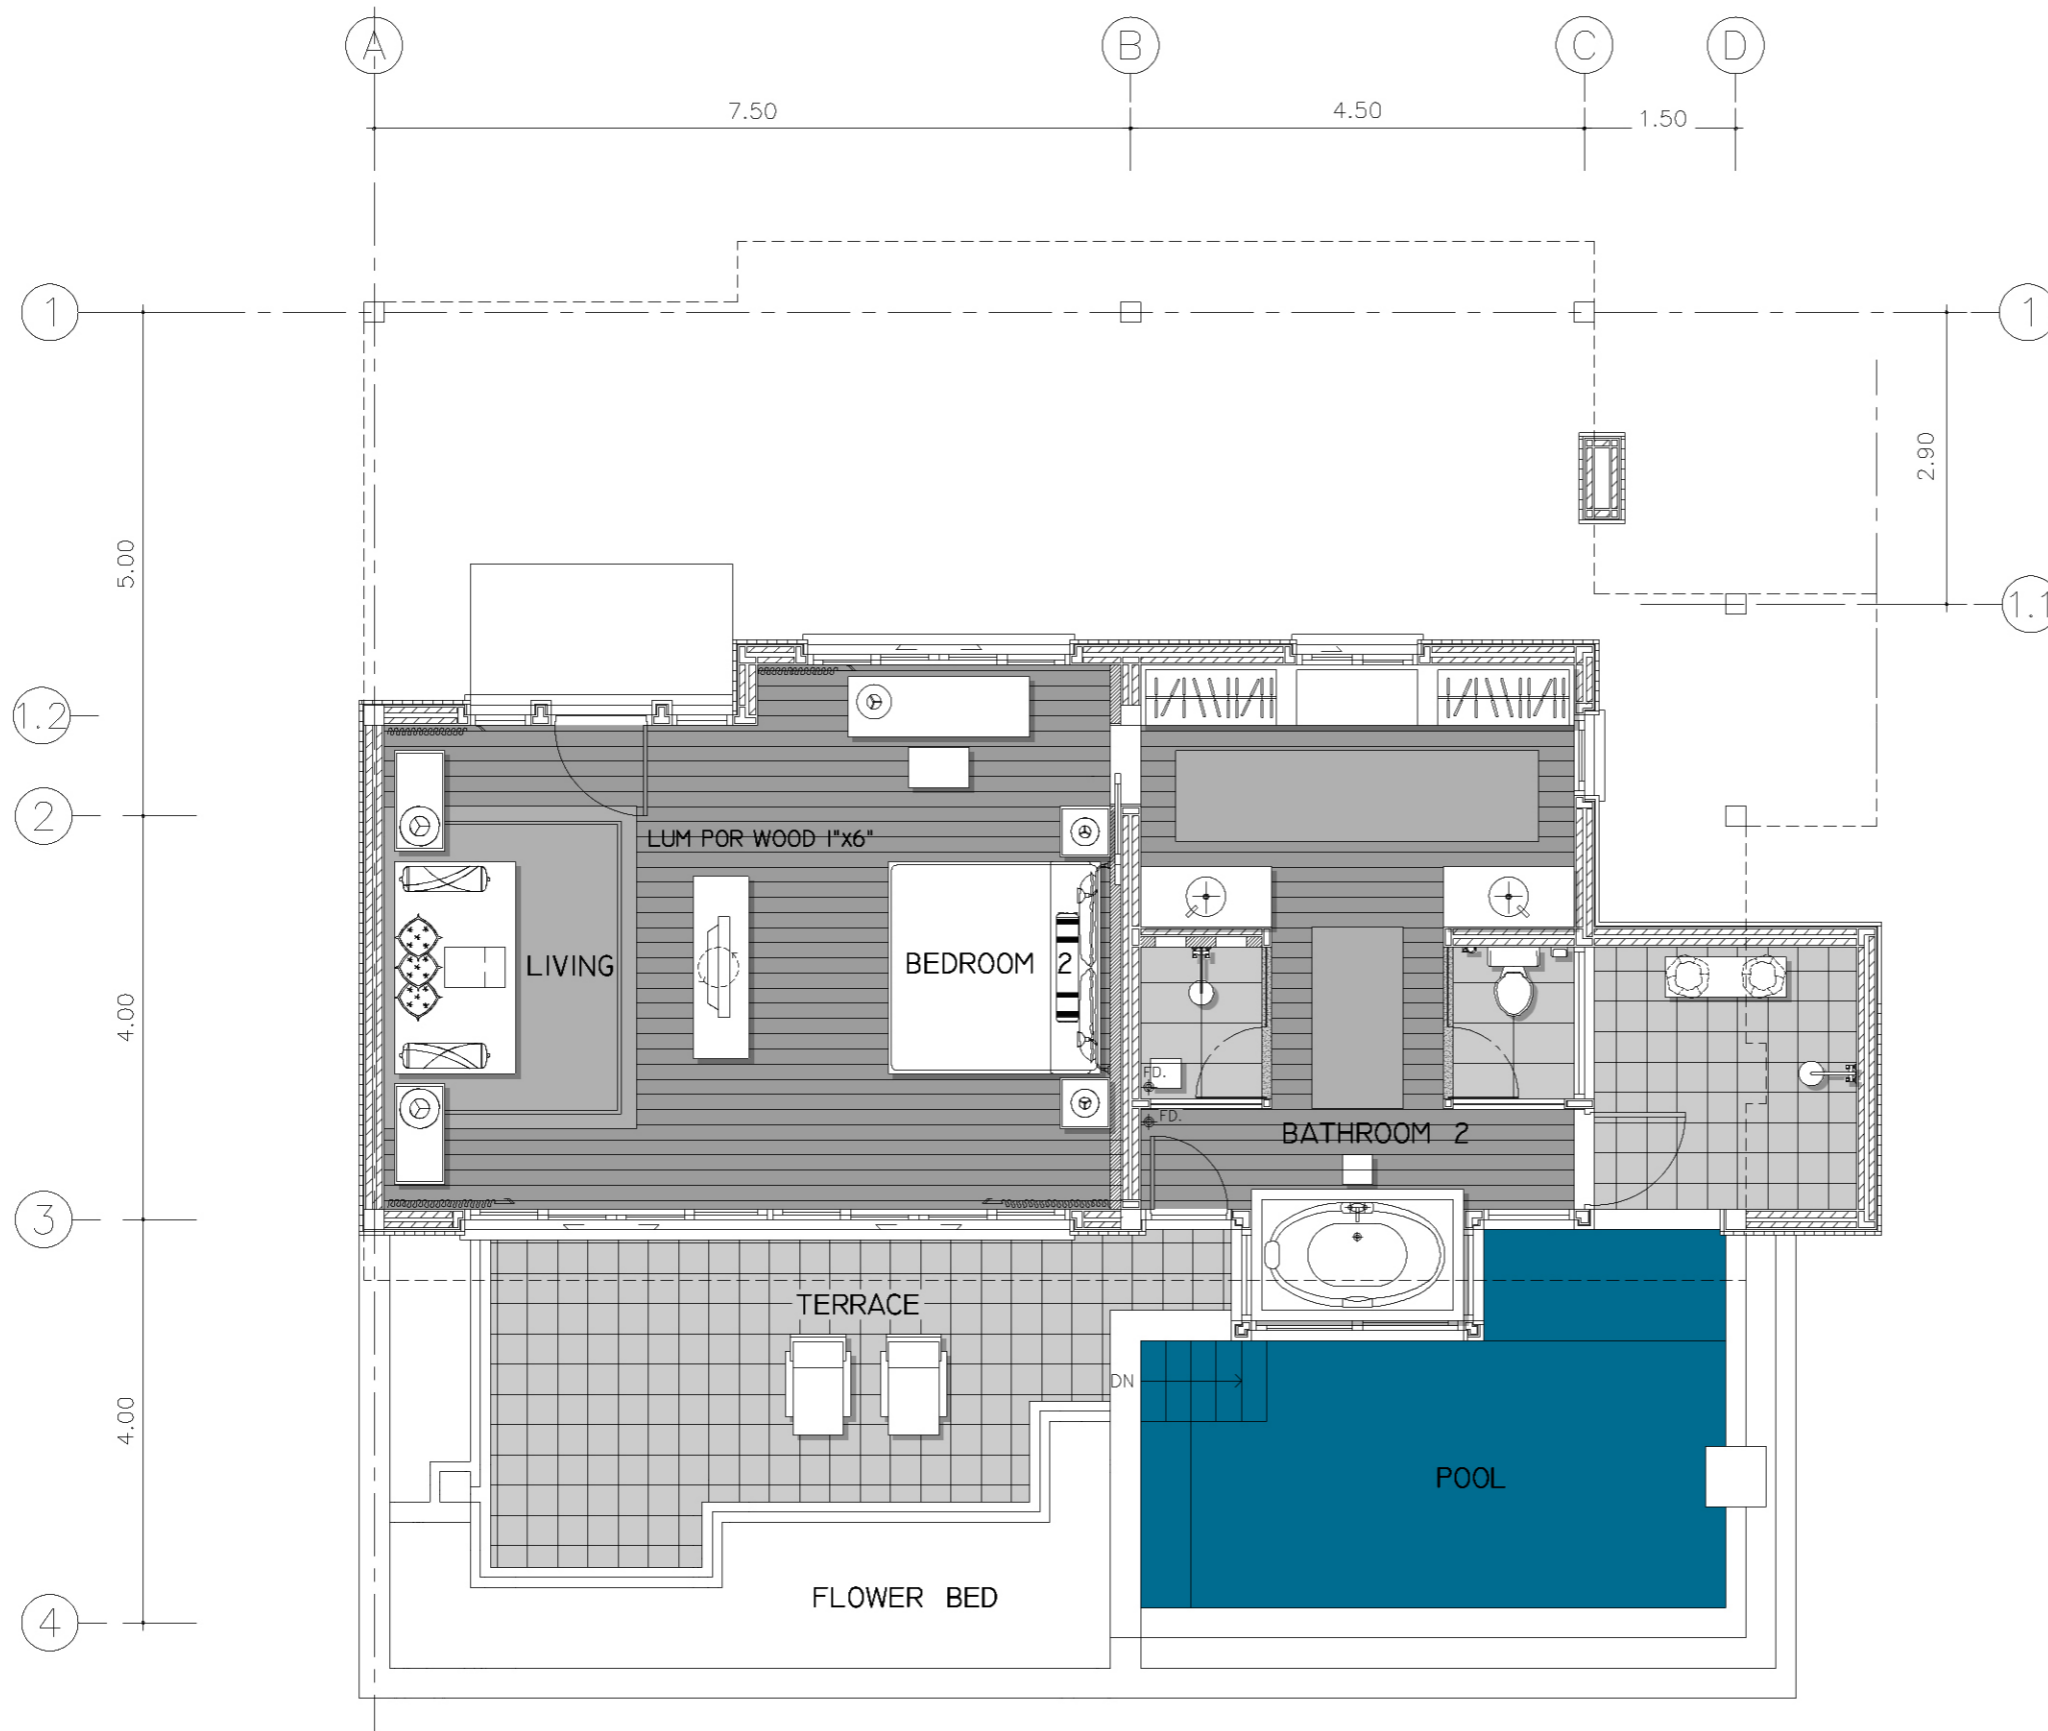 A B C D
7.50 4.50 1.50
1 1
2.90
5.00
1.1
1.2
2
LUM POR WOOD 1"x6"
LIVING
BEDROOM 2
4.00
FD.
FD.
BATHROOM 2
3
TERRACE
DN
4.00
POOL
FLOWER BED
4